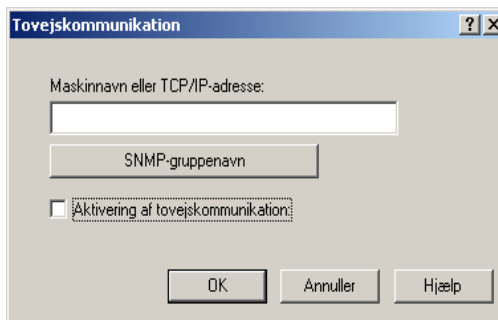 Tovejskommunikation
Maskinnavn eller TCP/IP-adresse:
SNMP-gruppenavn
Aktivering af tovejskommunikation:
OK Annuller Hjælp